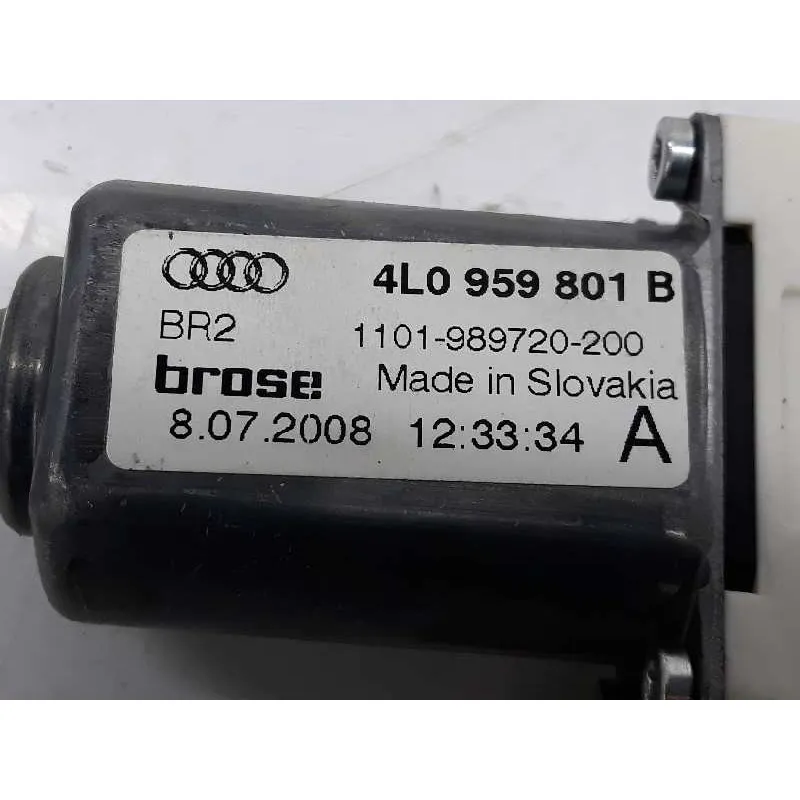 4L0 959 801 B
BR2 1101-989720-200
brose Made in Slovakia
8.07.2008 12:33:34 A